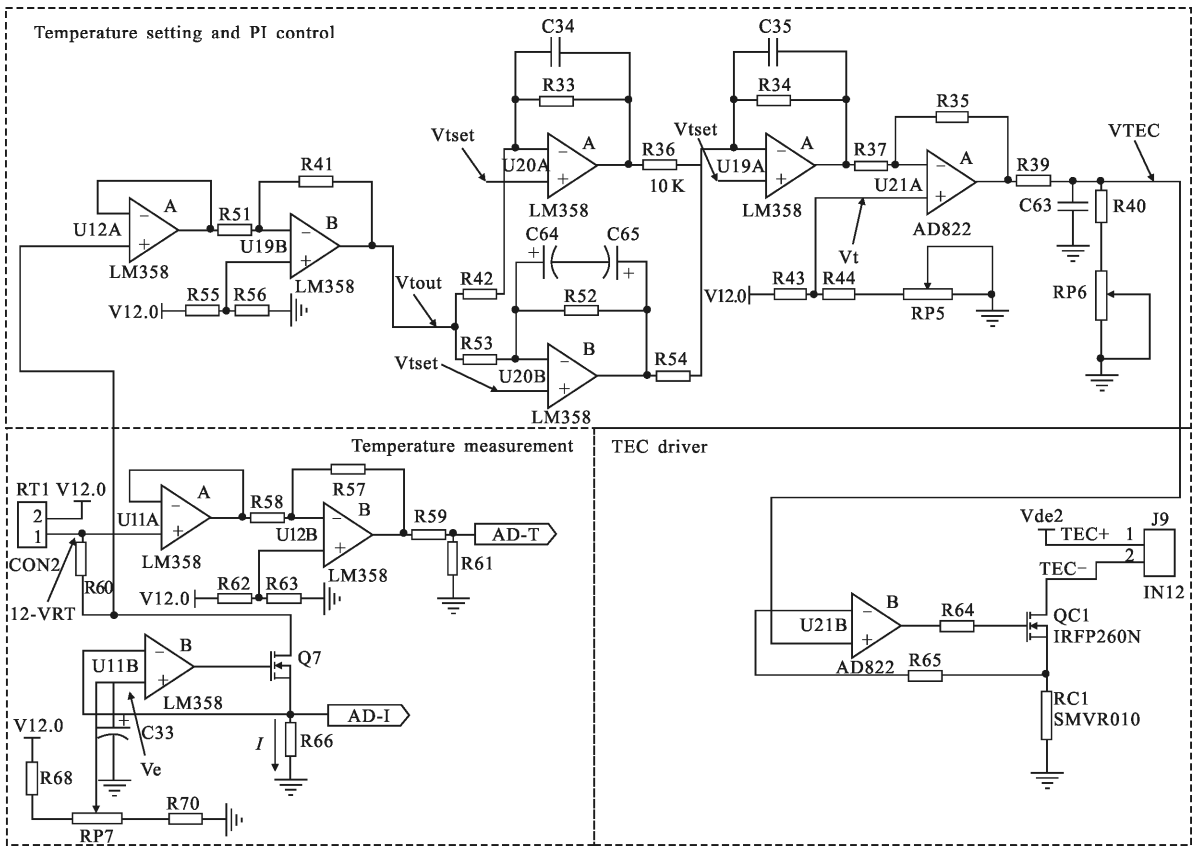 Temperature setting and PI control
C34
R33
Vtset
U20A
A
LM358
R36
10 K
C35
R34
Vtset
U19A
A
LM358
R37
R35
U21A
A
AD822
Vt
R39
VTEC
C63
R40
RP6
V12.0
R43
R44
RP5
U12A
A
LM358
R51
R41
U19B
B
LM358
V12.0
R55
R56
Vtout
R42
R53
Vtset
C64
C65
+
+
R52
U20B
B
LM358
R54
Temperature measurement
RT1
V12.0
2
1
CON2
12-VRT
R60
U11A
A
LM358
R58
R57
U12B
B
LM358
V12.0
R62
R63
R59
AD-T
R61
U11B
B
LM358
Q7
AD-I
I
R66
C33
+
Ve
V12.0
R68
RP7
R70
TEC driver
Vde2
TEC+
1
J9
2
TEC−
IN12
U21B
B
AD822
R64
QC1
IRFP260N
R65
RC1
SMVR010